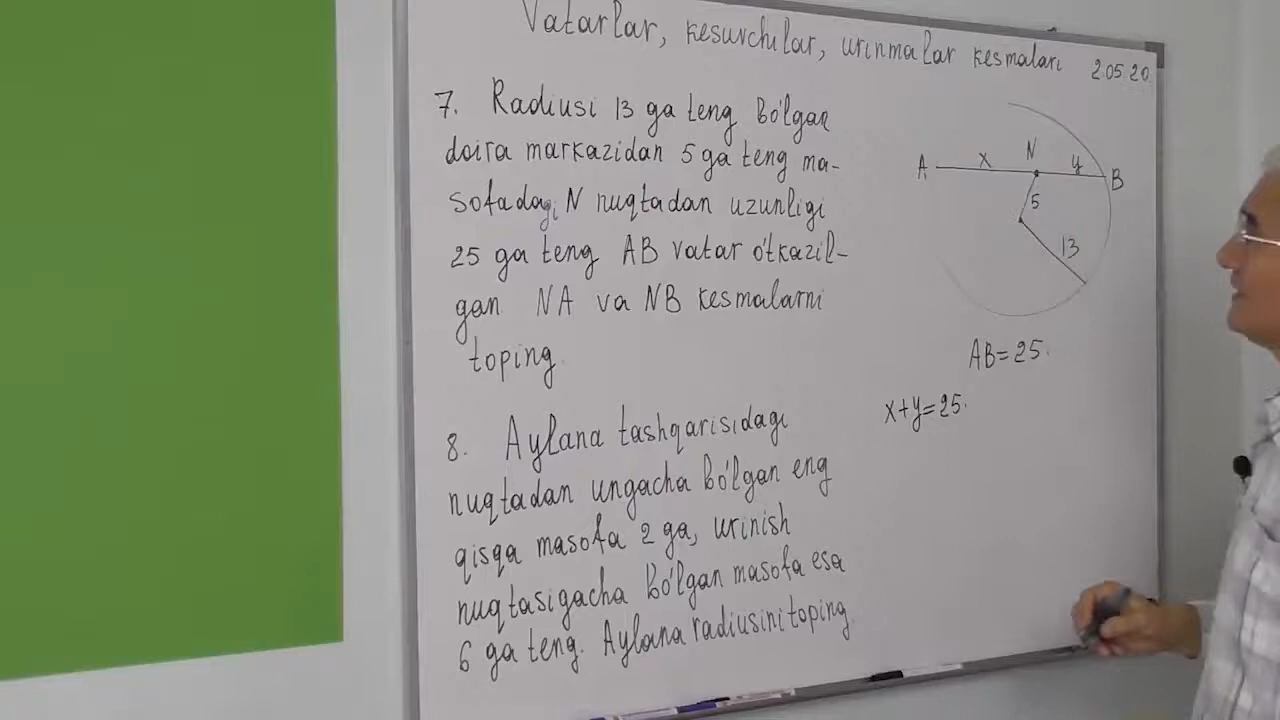 Vatarlar, kesuvchilar, urinmalar kesmaları 2.05.20.
7. Radiusi 13 ga teng bo'lgan
doira markazidan 5 ga teng ma-
sofadagi N nuqtadan uzunligi
25 ga teng AB vatar o'tkazil-
gan NA va NB kesmalarni
toping.
8. Aylana tashqarisidagi
nuqtadan ungacha bo'lgan eng
qisqa masofa 2 ga, urinish
nuqtasigacha bo'lgan masofa esa
6 ga teng. Aylana radiusini toping.
A x N y B
5
13
AB=25.
x+y=25.